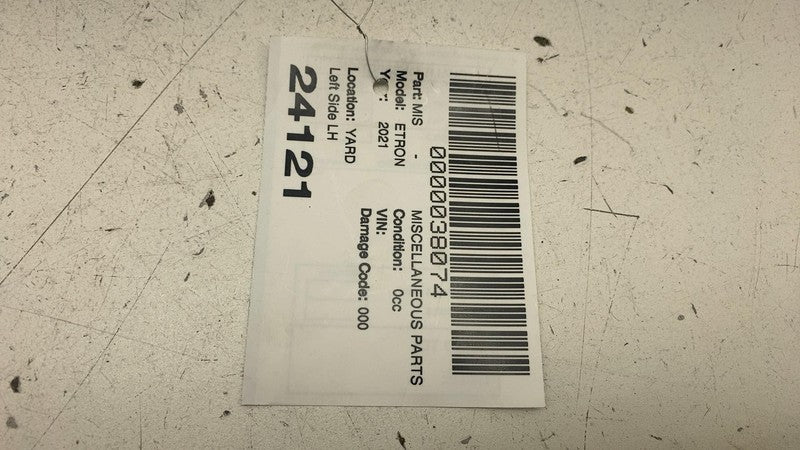 0000038074
Part: MIS - MISCELLANEOUS PARTS
Model: ETRON Condition: 0cc
2021 VIN:
Damage Code: 000
Location: YARD
Left Side LH
24121